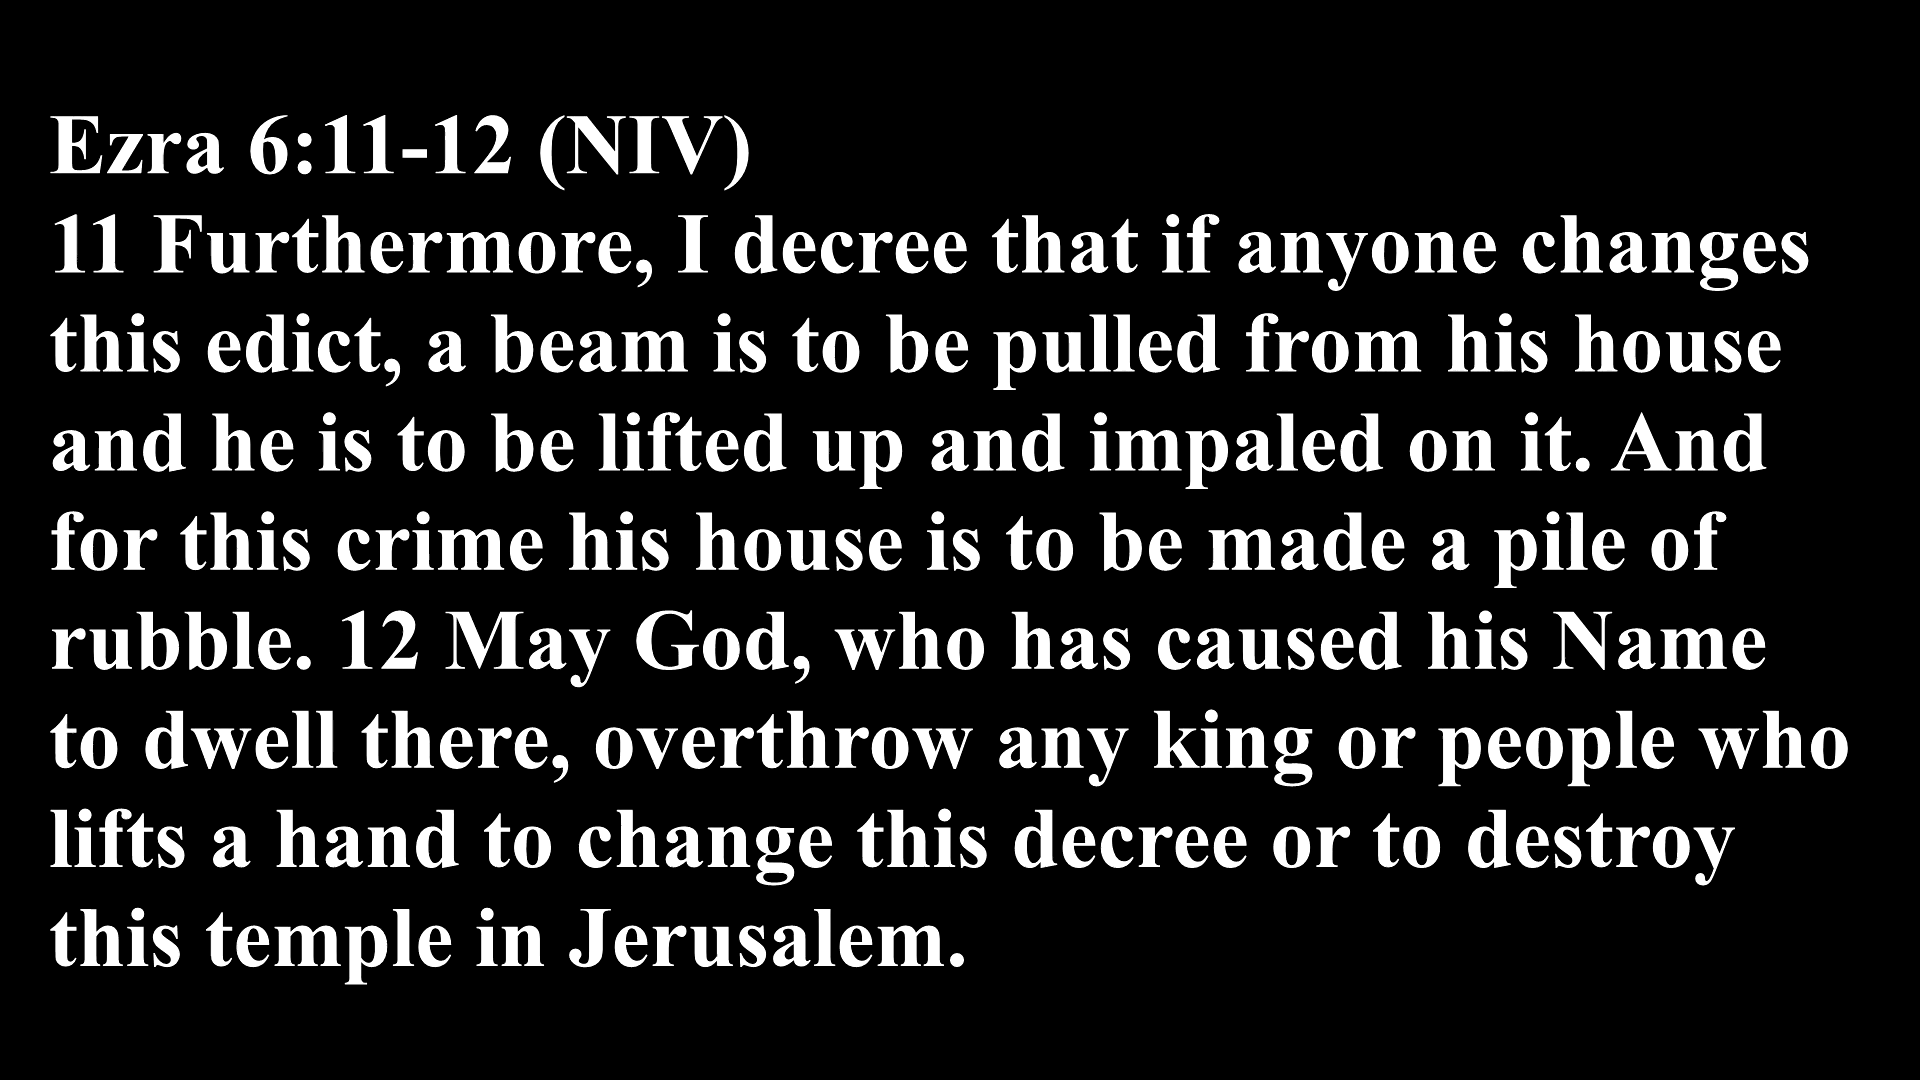 Ezra 6:11-12 (NIV)
11 Furthermore, I decree that if anyone changes
this edict, a beam is to be pulled from his house
and he is to be lifted up and impaled on it. And
for this crime his house is to be made a pile of
rubble. 12 May God, who has caused his Name
to dwell there, overthrow any king or people who
lifts a hand to change this decree or to destroy
this temple in Jerusalem.